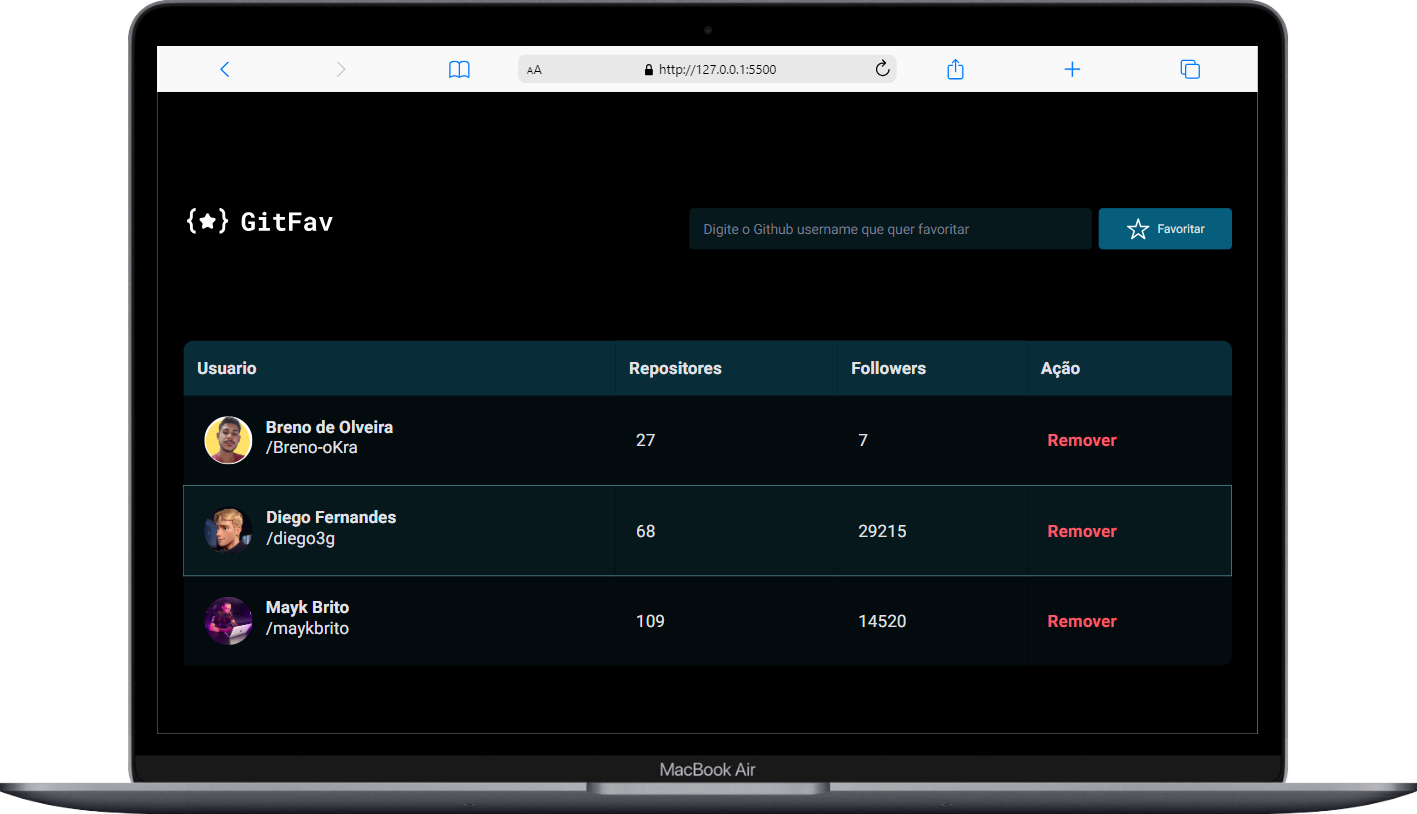 AA http://127.0.0.1:5500
GitFav
Digite o Github username que quer favoritar
Favoritar
Usuario Repositores Followers Ação
Breno de Olveira
/Breno-oKra
27 7 Remover
Diego Fernandes
/diego3g
68 29215 Remover
Mayk Brito
/maykbrito
109 14520 Remover
MacBook Air